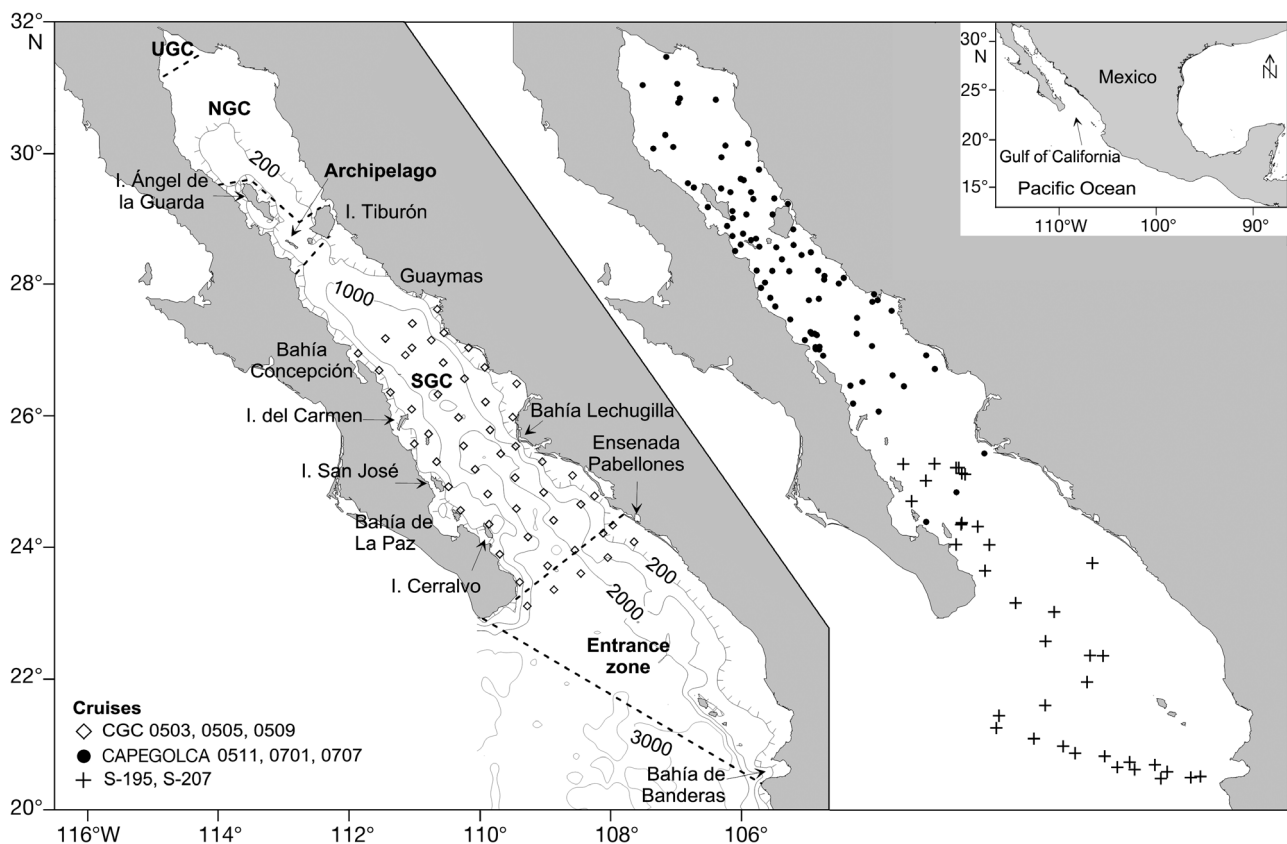 32°
N
30°
28°
26°
24°
22°
20°
116°W
114°
112°
110°
108°
106°
UGC
NGC
200
Archipelago
I. Ángel de
la Guarda
I. Tiburón
Guaymas
1000
Bahía
Concepción
SGC
I. del Carmen
Bahía Lechugilla
Ensenada
Pabellones
I. San José
Bahía de
La Paz
I. Cerralvo
200
2000
Entrance
zone
3000
Bahía de
Banderas
Cruises
CGC 0503, 0505, 0509
CAPEGOLCA 0511, 0701, 0707
S-195, S-207
30°
N
25°
20°
15°
Mexico
N
Gulf of California
Pacific Ocean
110°W
100°
90°